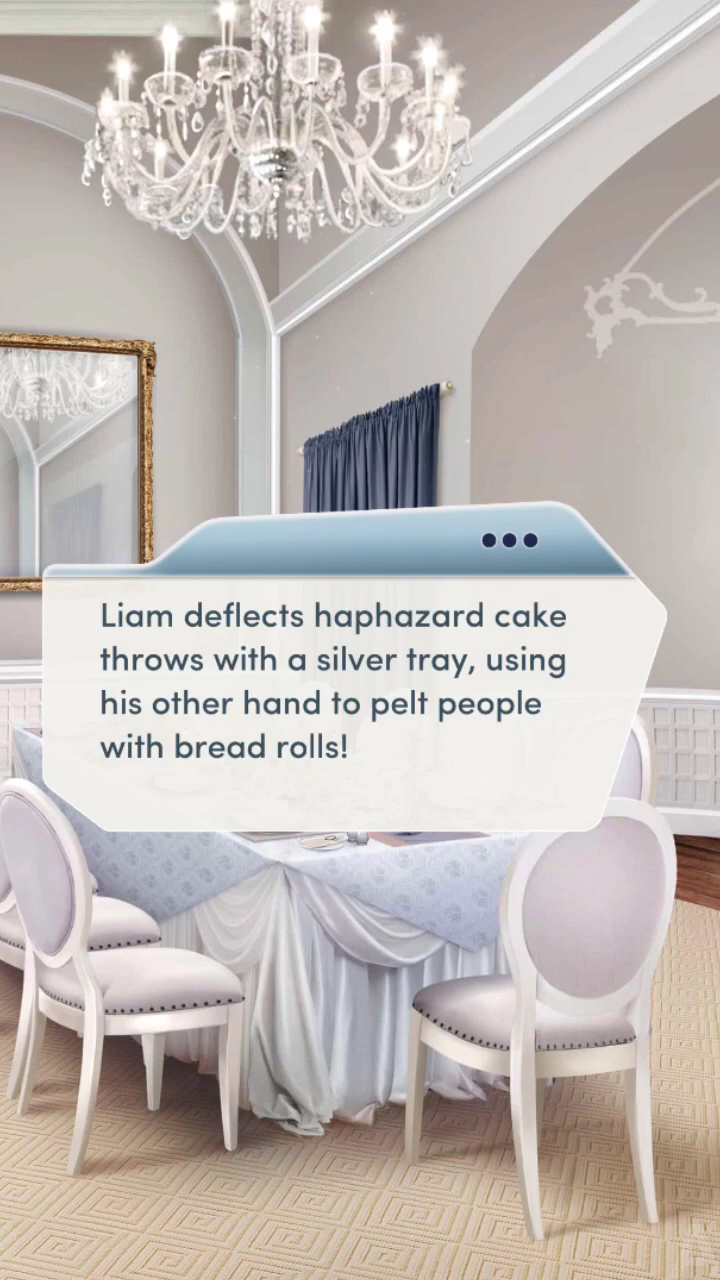 Liam deflects haphazard cake
throws with a silver tray, using
his other hand to pelt people
with bread rolls!